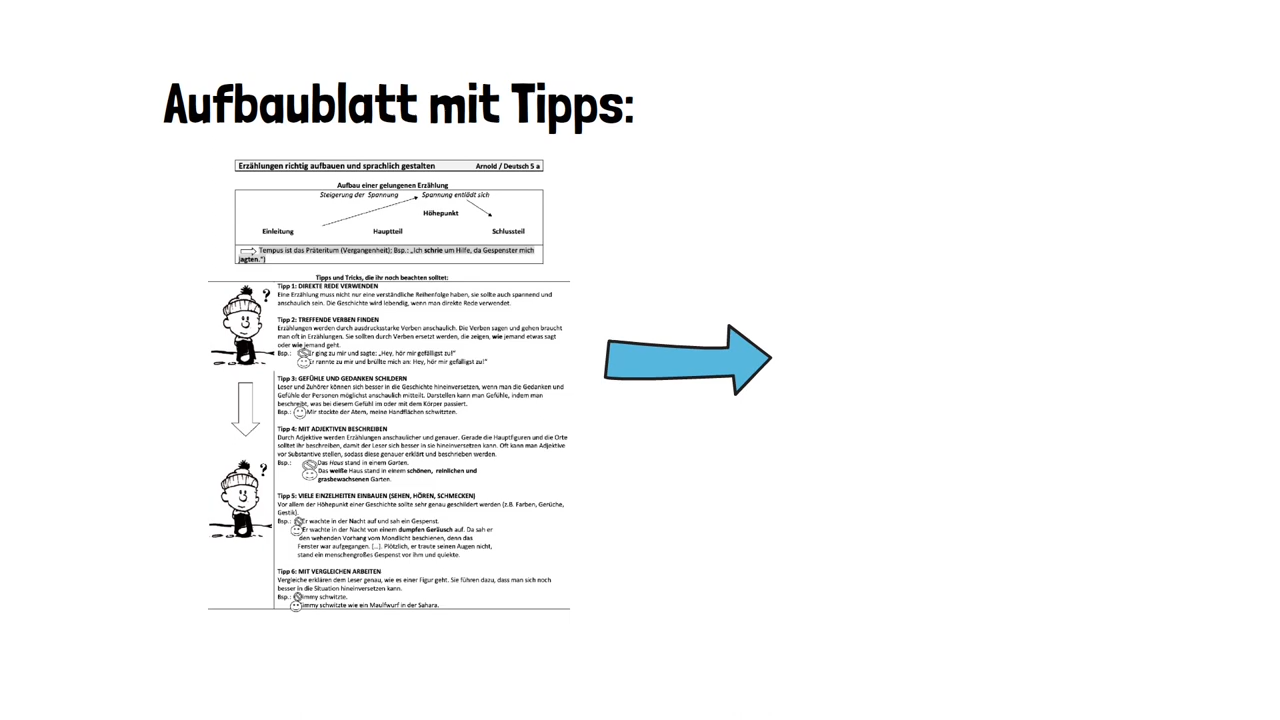 Aufbaublatt mit Tipps:
Erzählungen richtig aufbauen und sprachlich gestalten Arnold / Deutsch 5 a
Aufbau einer gelungenen Erzählung
Steigerung der Spannung Spannung entlädt sich
Höhepunkt
Einleitung Hauptteil Schlussteil
Tempus ist das Präteritum (Vergangenheit); Bsp.: „Ich schrie um Hilfe, da Gespenster mich
jagten.")
Tipps und Tricks, die ihr noch beachten solltet:
Tipp 1: DIREKTE REDE VERWENDEN
Eine Erzählung muss nicht nur eine verständliche Reihenfolge haben, sie sollte auch spannend und
anschaulich sein. Die Geschichte wird lebendig, wenn man direkte Rede verwendet.
?
Tipp 2: TREFFENDE VERBEN FINDEN
Erzählungen werden durch ausdrucksstarke Verben anschaulich. Die Verben sagen und gehen braucht
man oft in Erzählungen. Sie sollten durch Verben ersetzt werden, die zeigen, wie jemand etwas sagt
oder wie jemand geht.
Bsp.: Er ging zu mir und sagte: „Hey, hör mir gefälligst zu!"
Er rannte zu mir und brüllte mich an: Hey, hör mir gefälligst zu!"
Tipp 3: GEFÜHLE UND GEDANKEN SCHILDERN
Leser und Zuhörer können sich besser in die Geschichte hineinversetzen, wenn man die Gedanken und
Gefühle der Personen möglichst anschaulich mitteilt. Darstellen kann man Gefühle, indem man
beschreibt, was bei diesem Gefühl im oder mit dem Körper passiert.
Bsp.: Mir stockte der Atem, meine Handflächen schwitzten.
Tipp 4: MIT ADJEKTIVEN BESCHREIBEN
Durch Adjektive werden Erzählungen anschaulicher und genauer. Gerade die Hauptfiguren und die Orte
solltet ihr beschreiben, damit der Leser sich besser in sie hineinversetzen kann. Oft kann man Adjektive
vor Substantive stellen, sodass diese genauer erklärt und beschrieben werden.
Bsp.: Das Haus stand in einem Garten.
Das weiße Haus stand in einem schönen, reinlichen und
grasbewachsenen Garten.
?
Tipp 5: VIELE EINZELHEITEN EINBAUEN (SEHEN, HÖREN, SCHMECKEN)
Vor allem der Höhepunkt einer Geschichte sollte sehr genau geschildert werden (z.B. Farben, Gerüche,
Gestik).
Bsp.: Er wachte in der Nacht auf und sah ein Gespenst.
Er wachte in der Nacht von einem dumpfen Geräusch auf. Da sah er
den wehenden Vorhang vom Mondlicht beschienen, denn das
Fenster war aufgegangen. [...]. Plötzlich, er traute seinen Augen nicht,
stand ein menschengroßes Gespenst vor ihm und quiekte.
Tipp 6: MIT VERGLEICHEN ARBEITEN
Vergleiche erklären dem Leser genau, wie es einer Figur geht. Sie führen dazu, dass man sich noch
besser in die Situation hineinversetzen kann.
Bsp.: Jimmy schwitzte.
Jimmy schwitzte wie ein Maulfwurf in der Sahara.